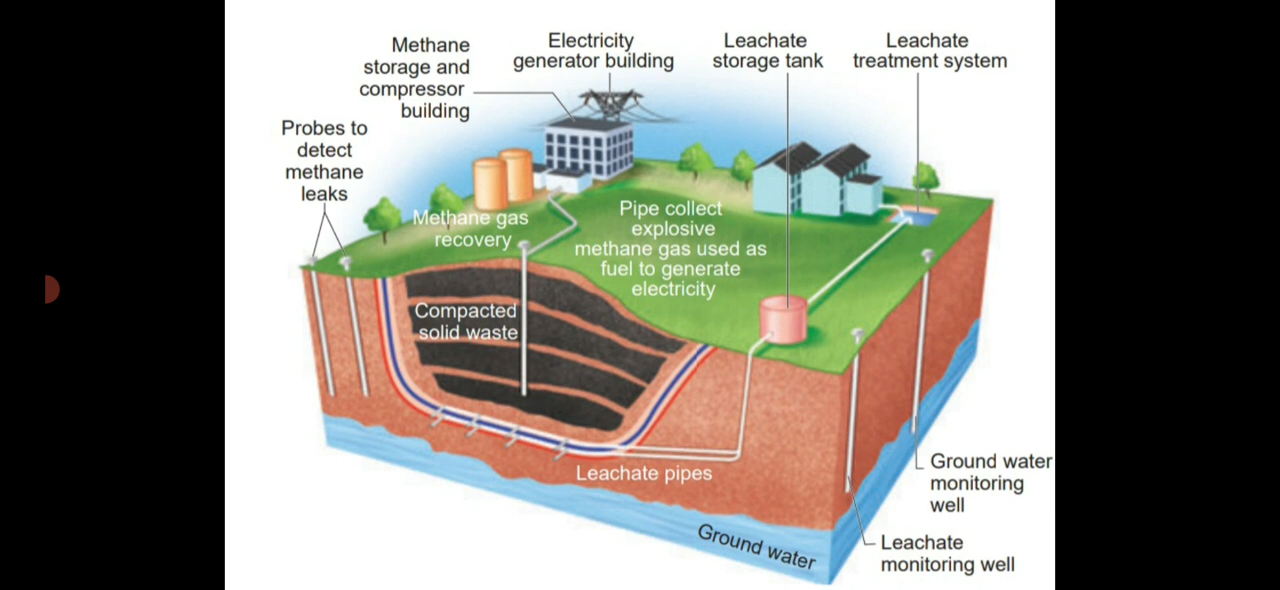 Methane
storage and
compressor
building
Electricity
generator building
Leachate
storage tank
Leachate
treatment system
Probes to
detect
methane
leaks
Methane gas
recovery
Pipe collect
explosive
methane gas used as
fuel to generate
electricity
Compacted
solid waste
Leachate pipes
Ground water
Ground water
monitoring
well
Leachate
monitoring well